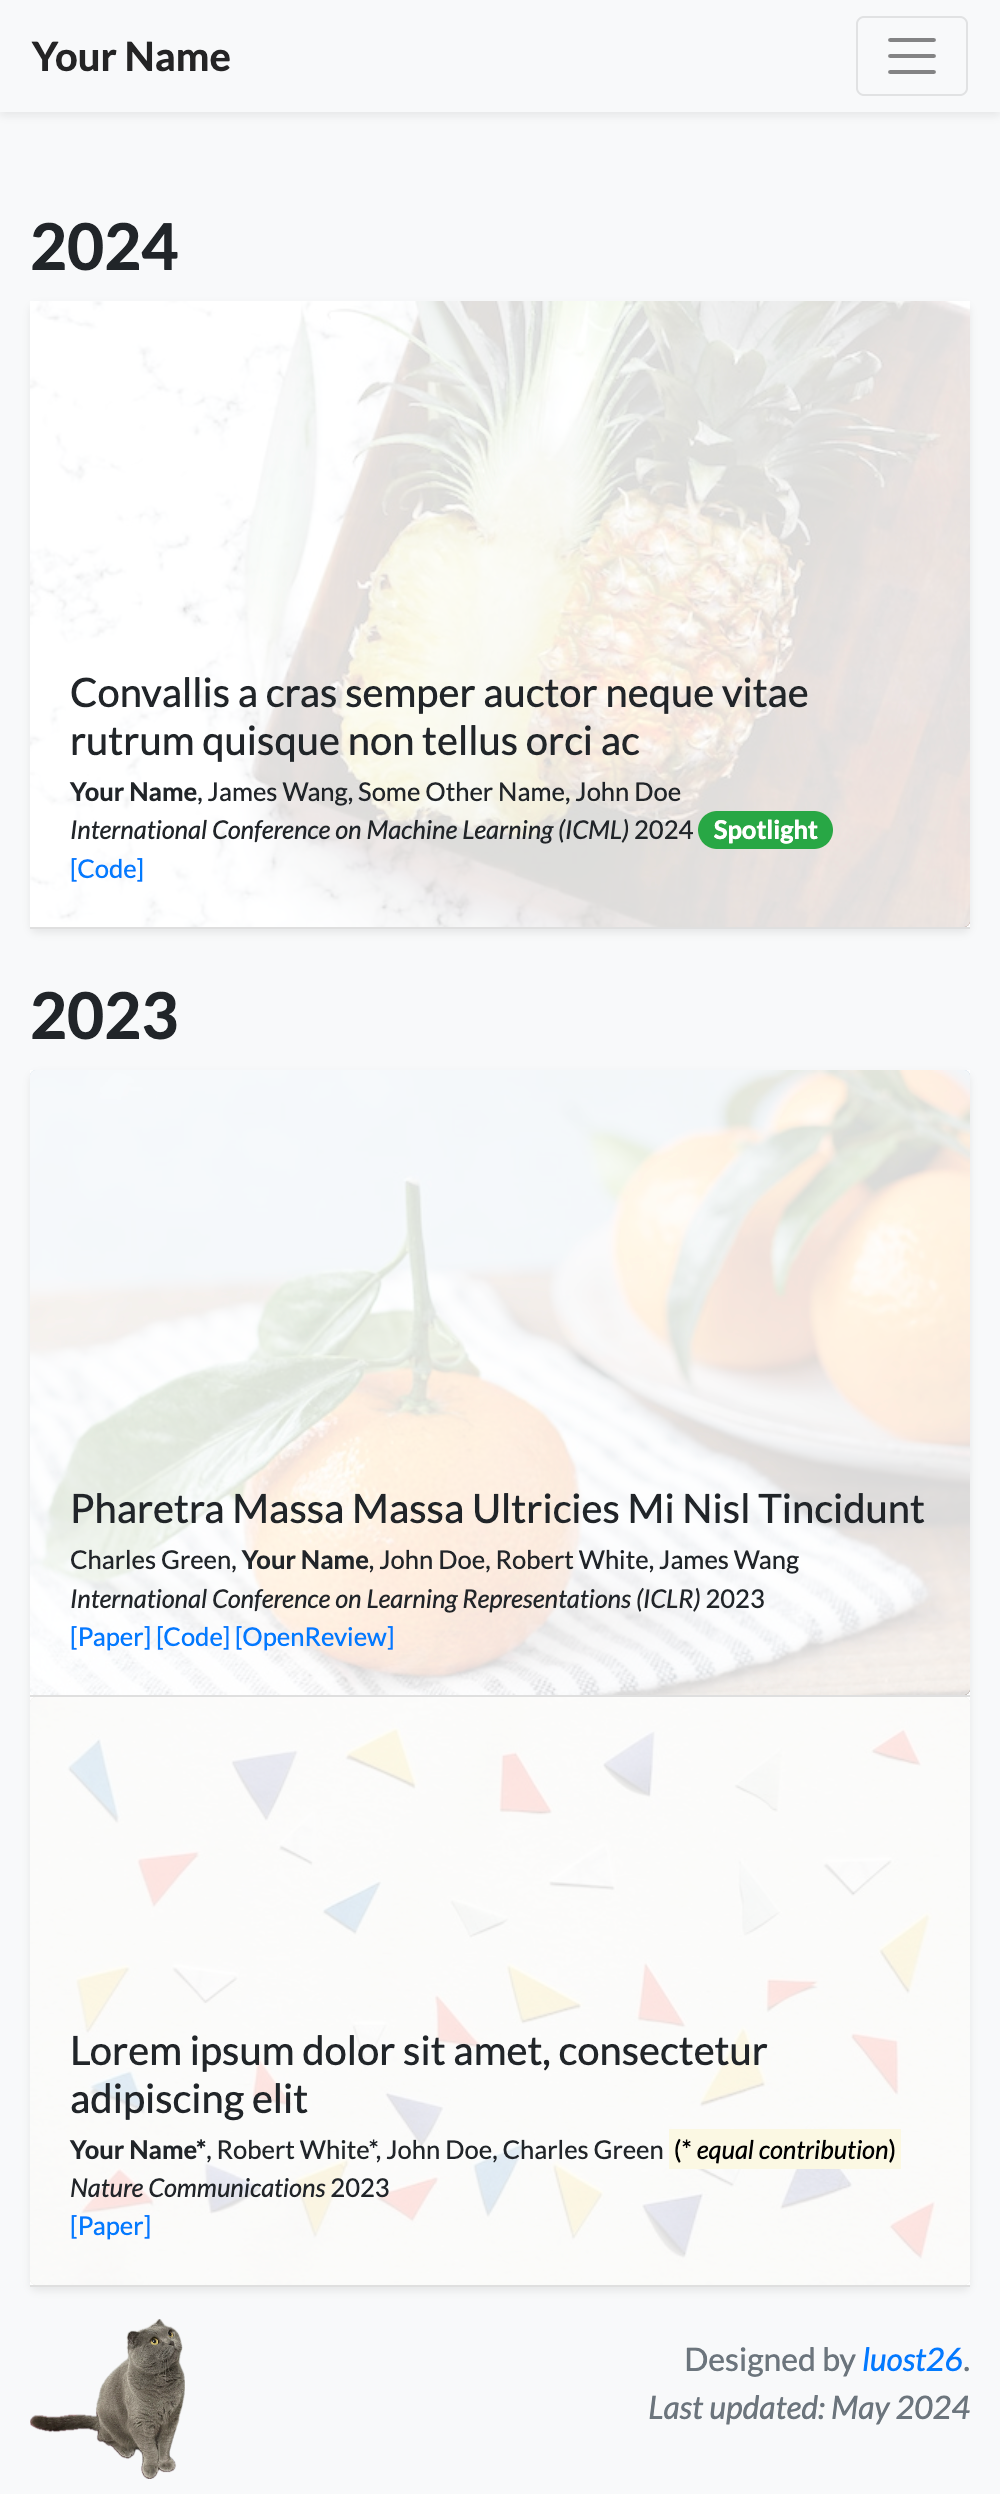 Your Name
2024
Convallis a cras semper auctor neque vitae
rutrum quisque non tellus orci ac
Your Name, James Wang, Some Other Name, John Doe
International Conference on Machine Learning (ICML) 2024 Spotlight
[Code]
2023
Pharetra Massa Massa Ultricies Mi Nisl Tincidunt
Charles Green, Your Name, John Doe, Robert White, James Wang
International Conference on Learning Representations (ICLR) 2023
[Paper] [Code] [OpenReview]
Lorem ipsum dolor sit amet, consectetur
adipiscing elit
Your Name*, Robert White*, John Doe, Charles Green (* equal contribution)
Nature Communications 2023
[Paper]
Designed by luost26.
Last updated: May 2024